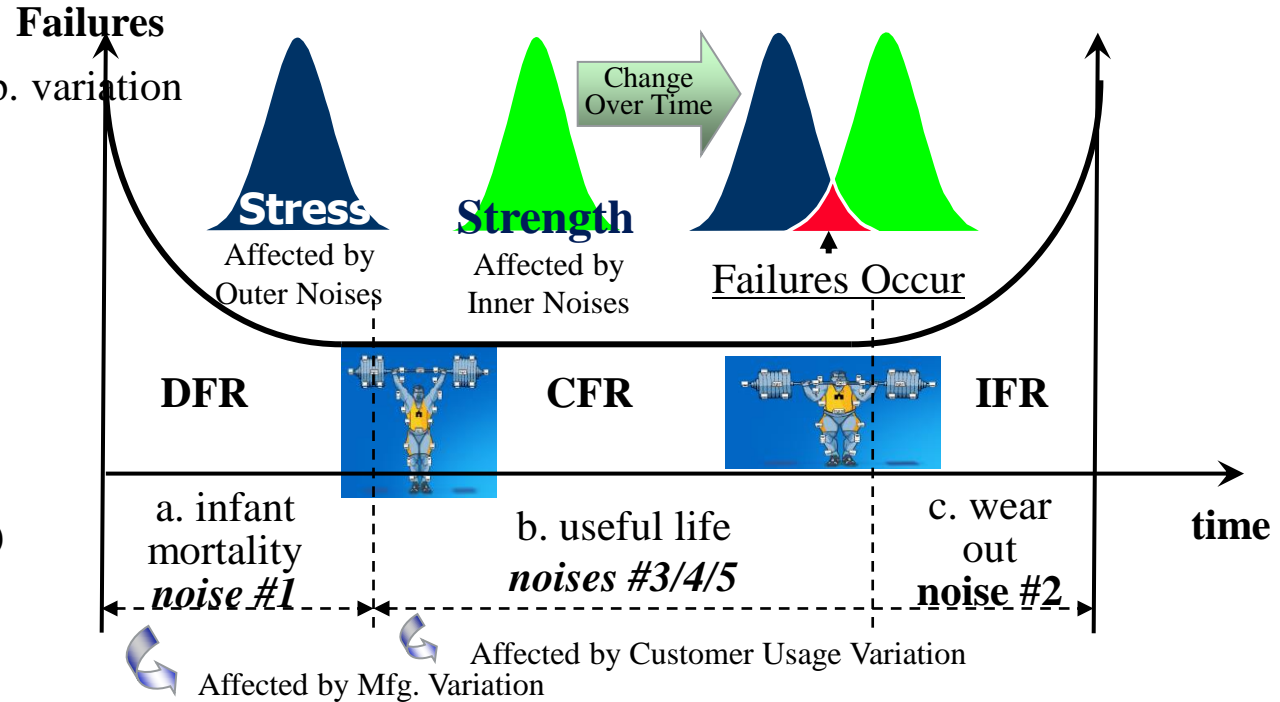 Failures
o. variation
Change
Over Time
Stress
Strength
Affected by
Outer Noises
Affected by
Inner Noises
Failures Occur
DFR
CFR
IFR
a. infant
mortality
noise #1
b. useful life
noises #3/4/5
c. wear
out
noise #2
time
)
Affected by Customer Usage Variation
Affected by Mfg. Variation